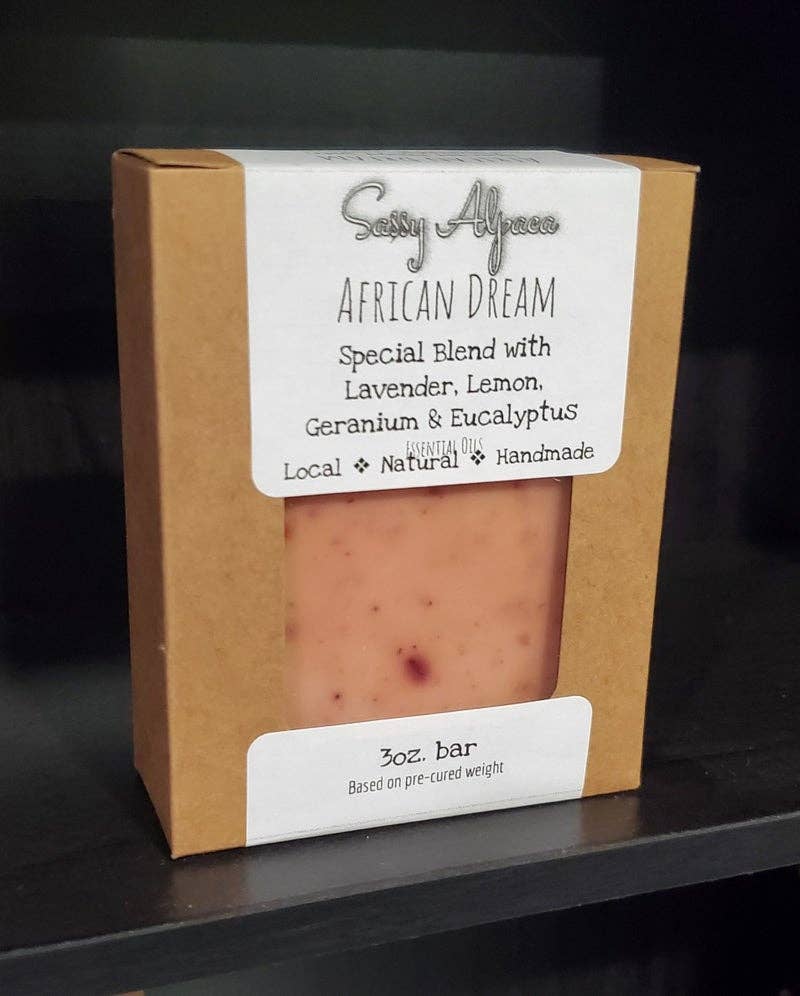 Sassy Alpaca
AFRICAN DREAM
Special Blend with
Lavender, Lemon,
Geranium & Eucalyptus
ESSENTIAL OILS
Local ❖ Natural ❖ Handmade
3oz. bar
Based on pre-cured weight